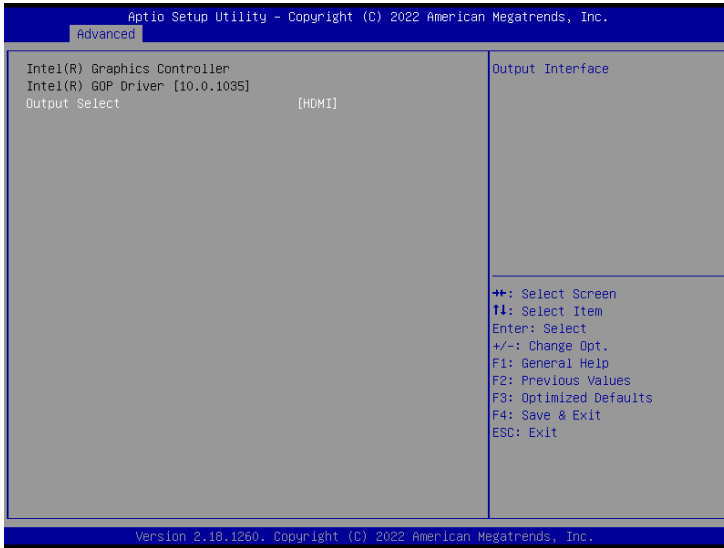 Aptio Setup Utility – Copyright (C) 2022 American Megatrends, Inc.
Advanced
Intel(R) Graphics Controller
Intel(R) GOP Driver [10.0.1035]
Output Select [HDMI]
Output Interface
→←: Select Screen
↑↓: Select Item
Enter: Select
+/-: Change Opt.
F1: General Help
F2: Previous Values
F3: Optimized Defaults
F4: Save & Exit
ESC: Exit
Version 2.18.1260. Copyright (C) 2022 American Megatrends, Inc.